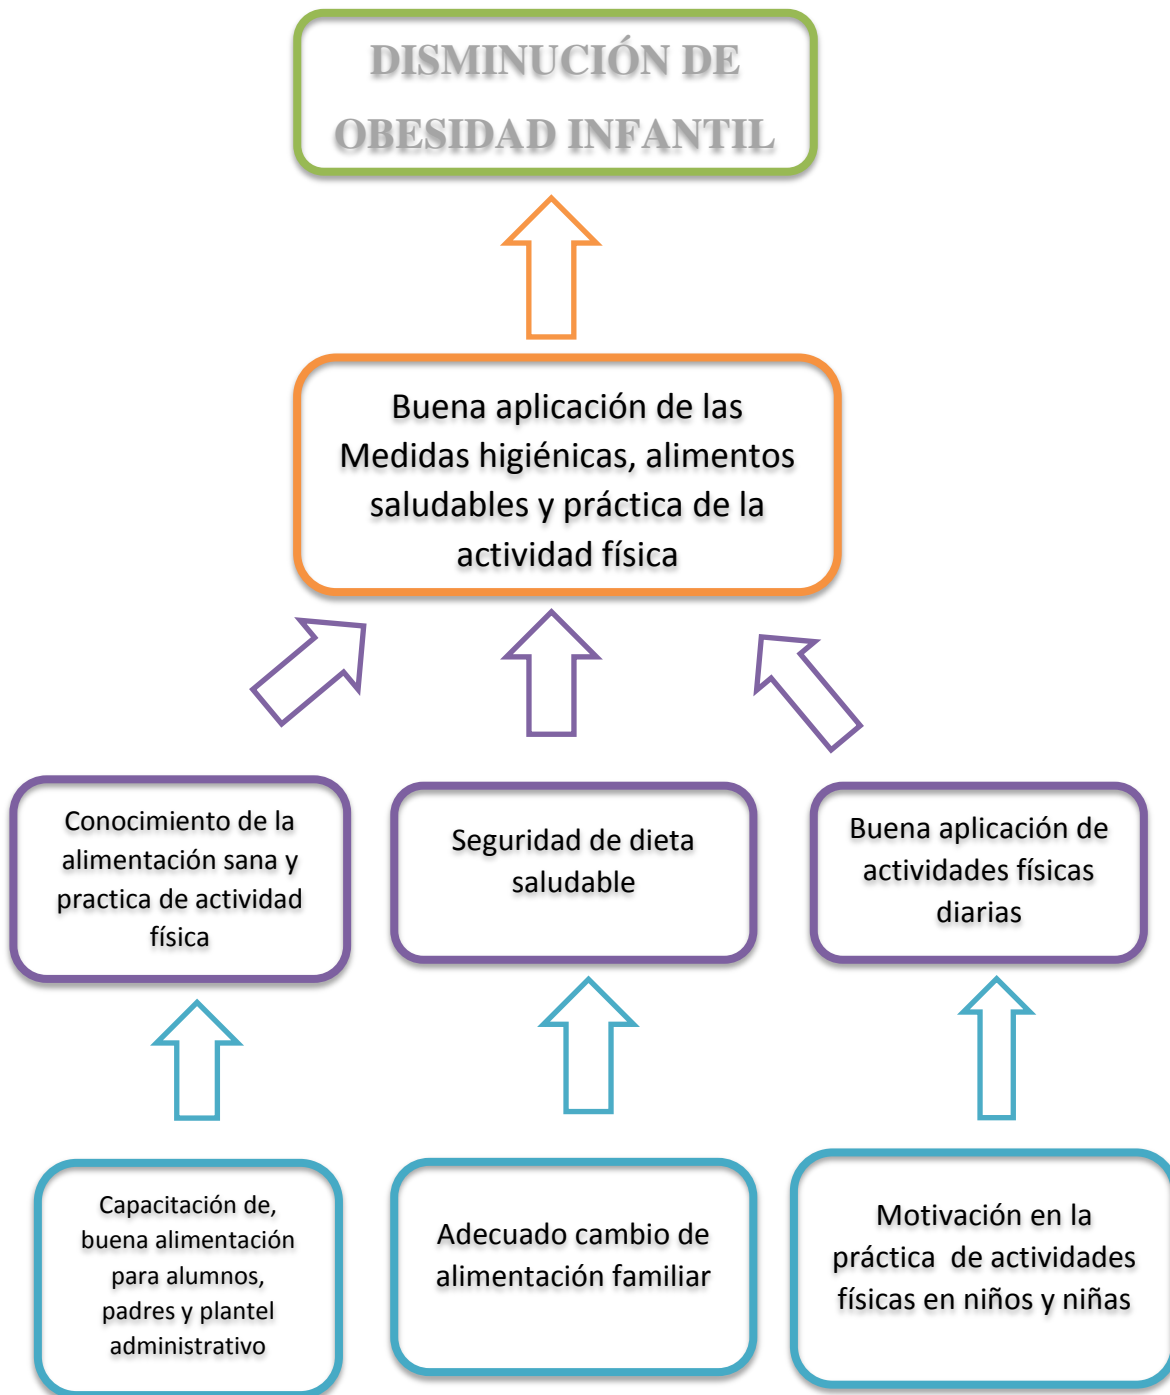 DISMINUCIÓN DE
OBESIDAD INFANTIL
Buena aplicación de las
Medidas higiénicas, alimentos
saludables y práctica de la
actividad física
Conocimiento de la
alimentación sana y
practica de actividad
física
Seguridad de dieta
saludable
Buena aplicación de
actividades físicas
diarias
Capacitación de,
buena alimentación
para alumnos,
padres y plantel
administrativo
Adecuado cambio de
alimentación familiar
Motivación en la
práctica  de actividades
físicas en niños y niñas